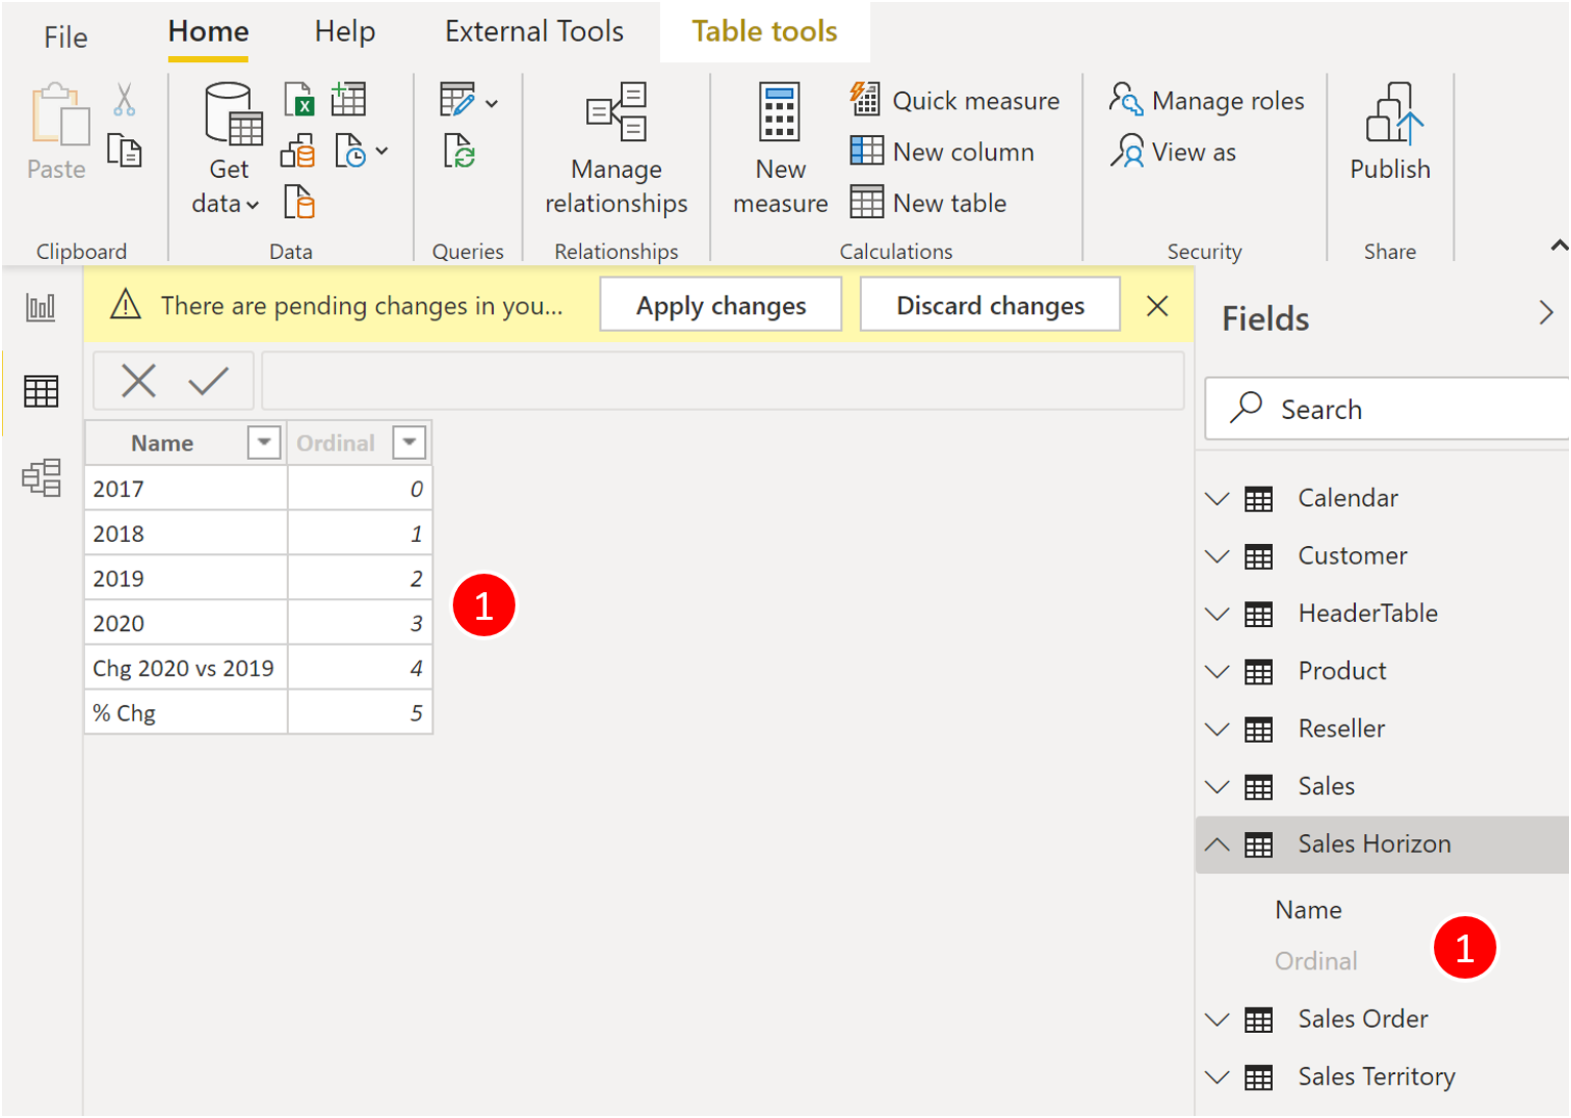 File
Home
Help
External Tools
Table tools
Paste
Clipboard
Get
data
Data
Queries
Manage
relationships
Relationships
New
measure
Quick measure
New column
New table
Calculations
Manage roles
View as
Security
Publish
Share
There are pending changes in you...
Apply changes
Discard changes
Name Ordinal
2017 0
2018 1
2019 2
2020 3
Chg 2020 vs 2019 4
% Chg 5
1
Fields
Search
Calendar
Customer
HeaderTable
Product
Reseller
Sales
Sales Horizon
Name
Ordinal
1
Sales Order
Sales Territory